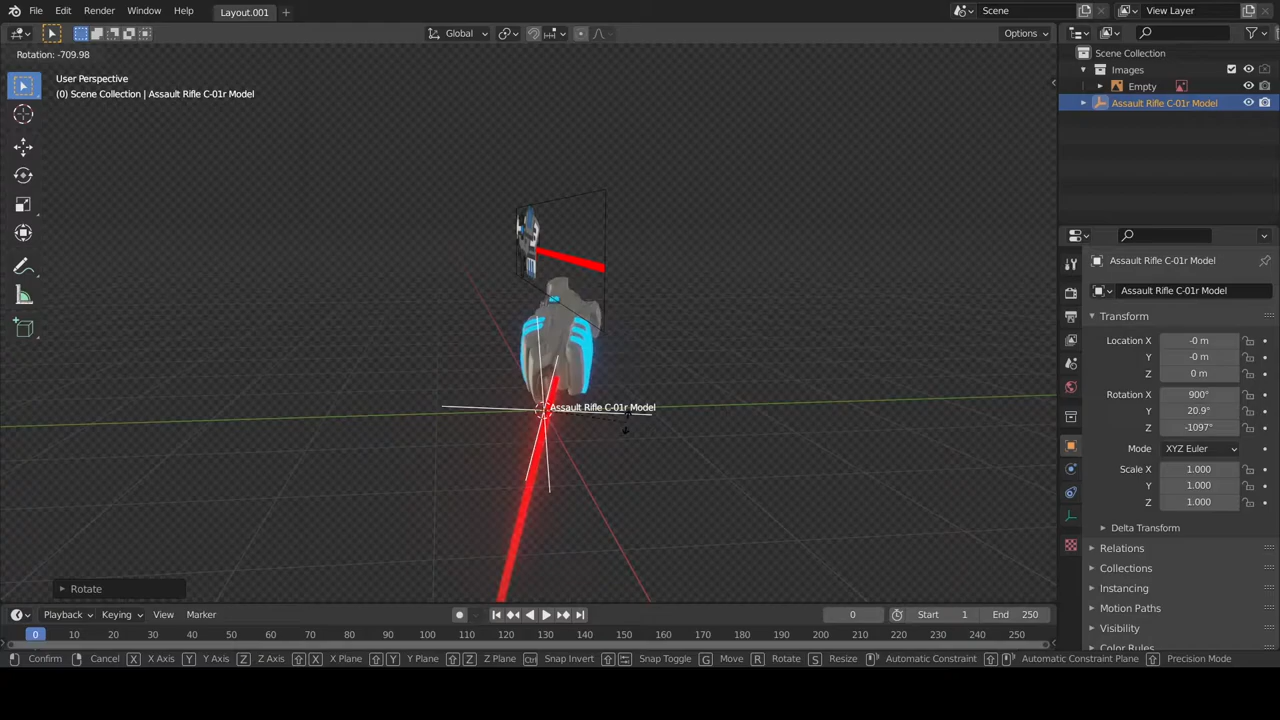 File Edit Render Window Help
Layout.001
Scene
View Layer
Global
Options
Rotation: -709.98
User Perspective
(0) Scene Collection | Assault Rifle C-01r Model
Scene Collection
Images
Empty
Assault Rifle C-01r Model
Assault Rifle C-01r Model
Assault Rifle C-01r Model
Assault Rifle C-01r Model
Transform
Location X -0 m
Y -0 m
Z 0 m
Rotation X 900°
Y 20.9°
Z -1097°
Mode XYZ Euler
Scale X 1.000
Y 1.000
Z 1.000
Delta Transform
Relations
Collections
Instancing
Motion Paths
Visibility
Color Rules
Rotate
Playback Keying View Marker
0
Start 1 End 250
0 10 20 30 40 50 60 70 80 90 100 110 120 130 140 150 160 170 180 190 200 210 220 230 240 250
Confirm Cancel X X Axis Y Y Axis Z Z Axis X X Plane Y Y Plane Z Z Plane Ctrl Snap Invert Snap Toggle G Move R Rotate S Resize Automatic Constraint Automatic Constraint Plane Precision Mode